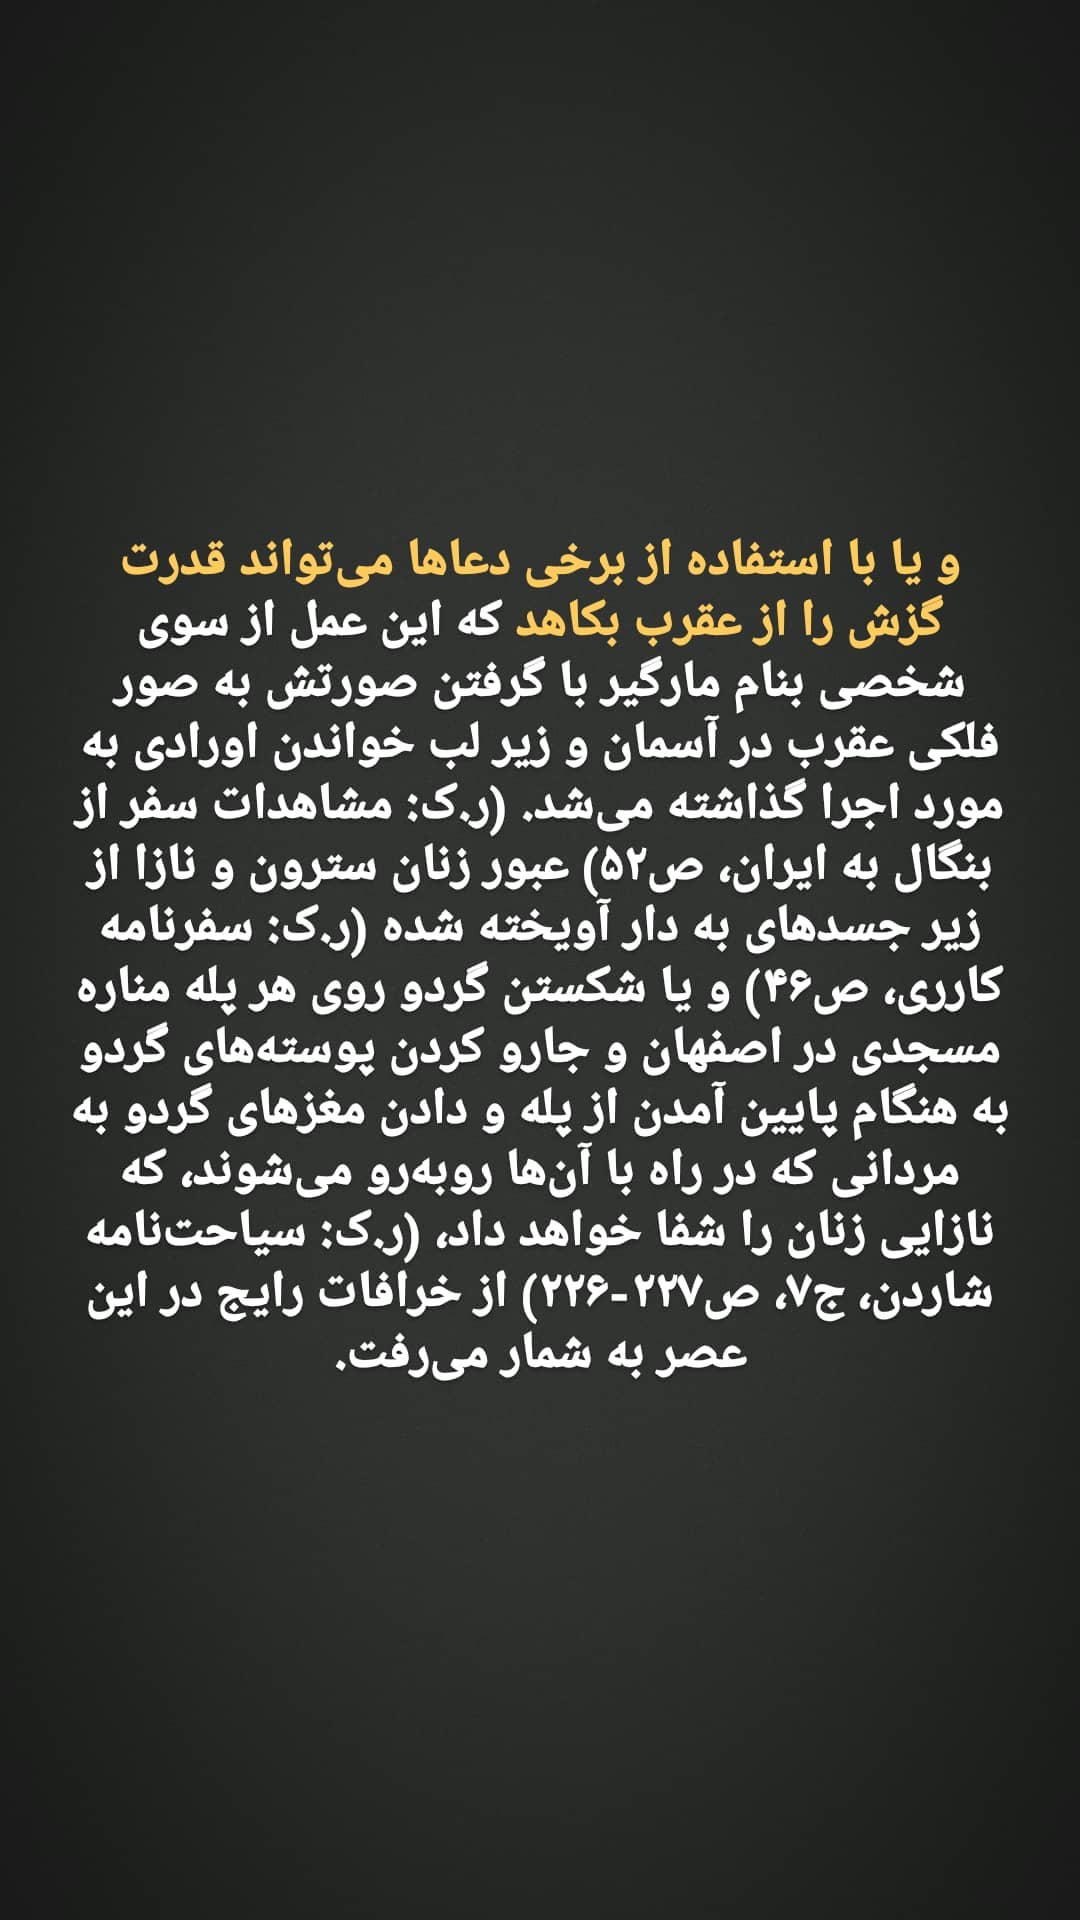 و یا با استفاده از برخی دعاها می‌تواند قدرت
گزش را از عقرب بکاهد که این عمل از سوی
شخصی بنام مارگیر با گرفتن صورتش به صور
فلکی عقرب در آسمان و زیر لب خواندن اورادی به
مورد اجرا گذاشته می‌شد. (ر.ک: مشاهدات سفر از
بنگال به ایران، ص۵۲) عبور زنان سترون و نازا از
زیر جسدهای به دار آویخته شده (ر.ک: سفرنامه
کارری، ص۴۶) و یا شکستن گردو روی هر پله مناره
مسجدی در اصفهان و جارو کردن پوسته‌های گردو
به هنگام پایین آمدن از پله و دادن مغزهای گردو به
مردانی که در راه با آن‌ها روبه‌رو می‌شوند، که
نازایی زنان را شفا خواهد داد، (ر.ک: سیاحت‌نامه
شاردن، ج۷، ص۲۲۷-۲۲۶) از خرافات رایج در این
عصر به شمار می‌رفت.